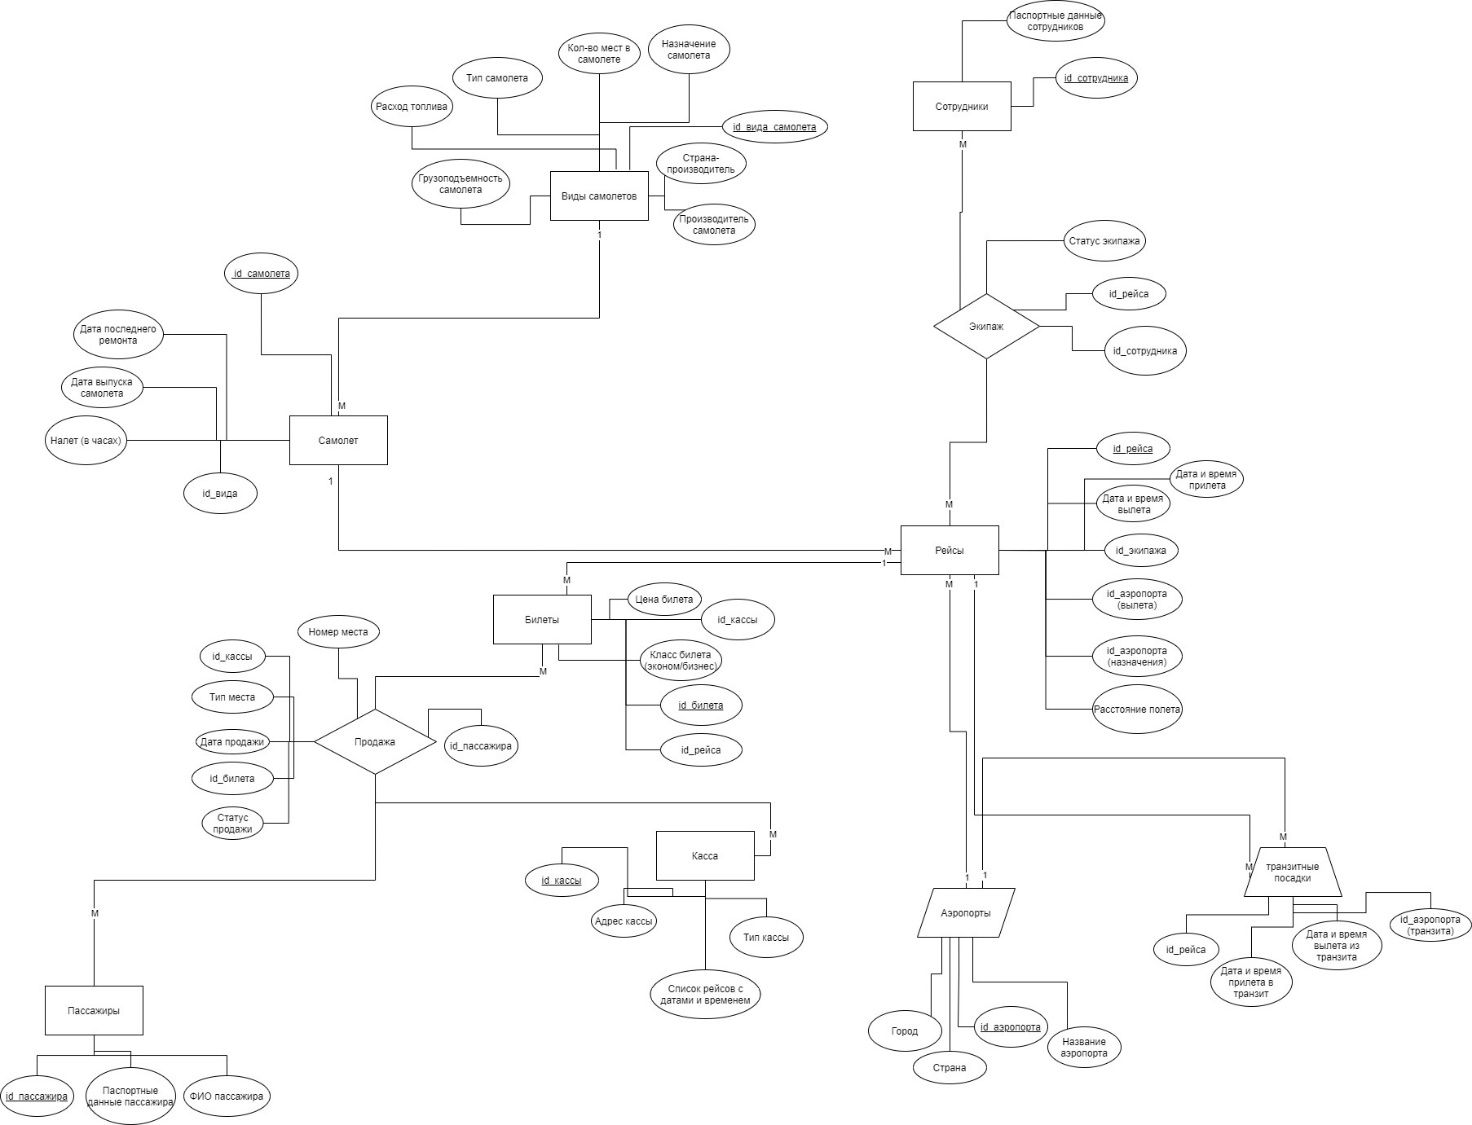 Паспортные данные
сотрудников
id_сотрудника
Сотрудники
М
Кол-во мест в
самолете
Назначение
самолета
Тип самолета
Расход топлива
id_вида_самолета
Страна-
производитель
Грузоподъемность
самолета
Виды самолетов
Производитель
самолета
1
Статус экипажа
id_рейса
Экипаж
id_сотрудника
id_самолета
Дата последнего
ремонта
Дата выпуска
самолета
Налет (в часах)
id_вида
М
Самолет
1
id_рейса
Дата и время
прилета
Дата и время
вылета
М
Рейсы
id_экипажа
id_аэропорта
(вылета)
id_аэропорта
(назначения)
Расстояние полета
М
1
М
1
М
Билеты
Цена билета
id_кассы
Класс билета
(эконом/бизнес)
id_билета
id_рейса
М
Номер места
id_кассы
Тип места
Дата продажи
id_билета
Статус
продажи
Продажа
id_пассажира
М
Касса
id_кассы
Адрес кассы
Тип кассы
Список рейсов с
датами и временем
М
Пассажиры
id_пассажира
Паспортные
данные пассажира
ФИО пассажира
1
1
Аэропорты
Город
Страна
id_аэропорта
Название
аэропорта
М
М
транзитные
посадки
id_рейса
Дата и время
прилета в
транзит
Дата и время
вылета из
транзита
id_аэропорта
(транзита)